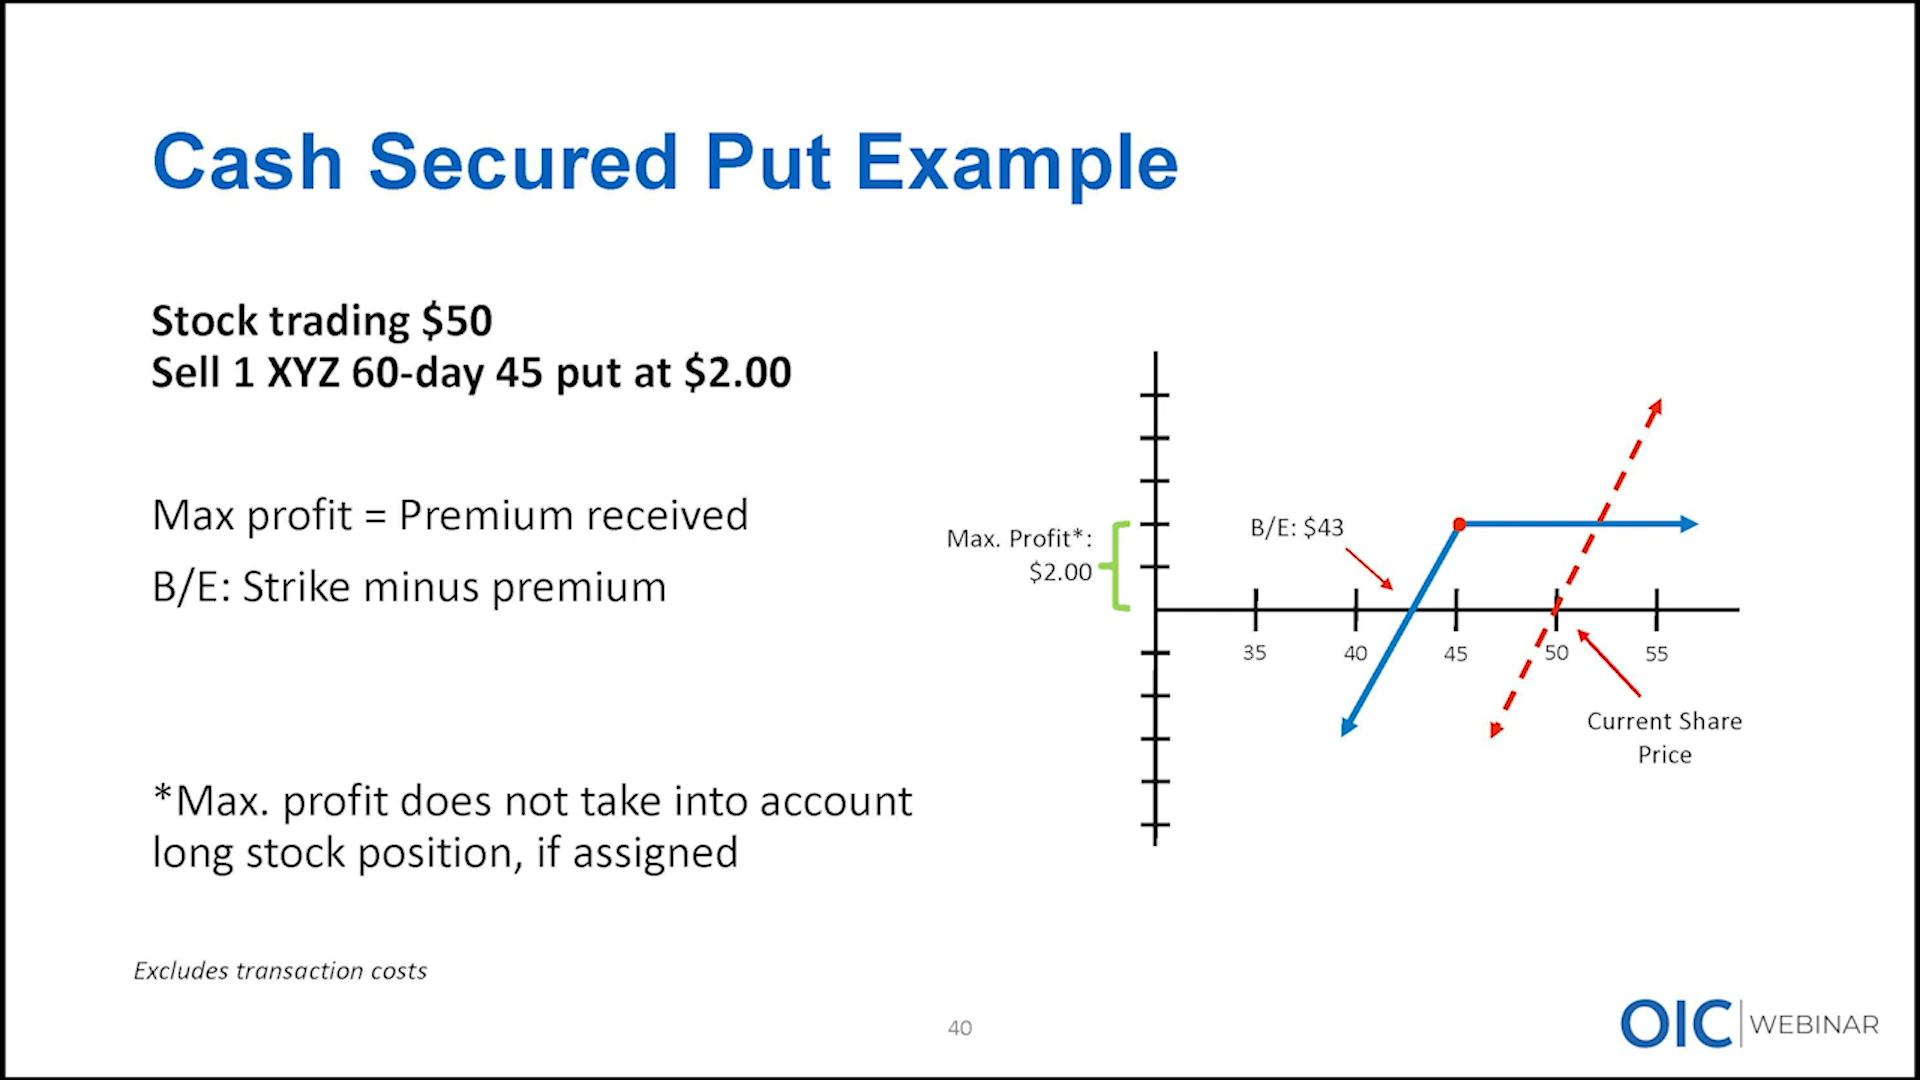 Cash Secured Put Example
Stock trading $50
Sell 1 XYZ 60-day 45 put at $2.00
Max profit = Premium received
B/E: Strike minus premium
*Max. profit does not take into account
long stock position, if assigned
Excludes transaction costs
Max. Profit*:
$2.00
B/E: $43
35 40 45 50 55
Current Share
Price
40
OIC WEBINAR